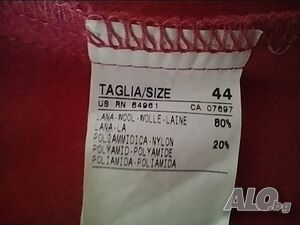 TAGLIA/SIZE 44
US RN 64961 CA 07697
LANA-WOOL-WOLLE-LAINE 80%
LANA-LA
POLIAMMIDICA-NYLON 20%
POLYAMID-POLYAMIDE
POLIAMIDA-POLIAMIDA
ALO.bg